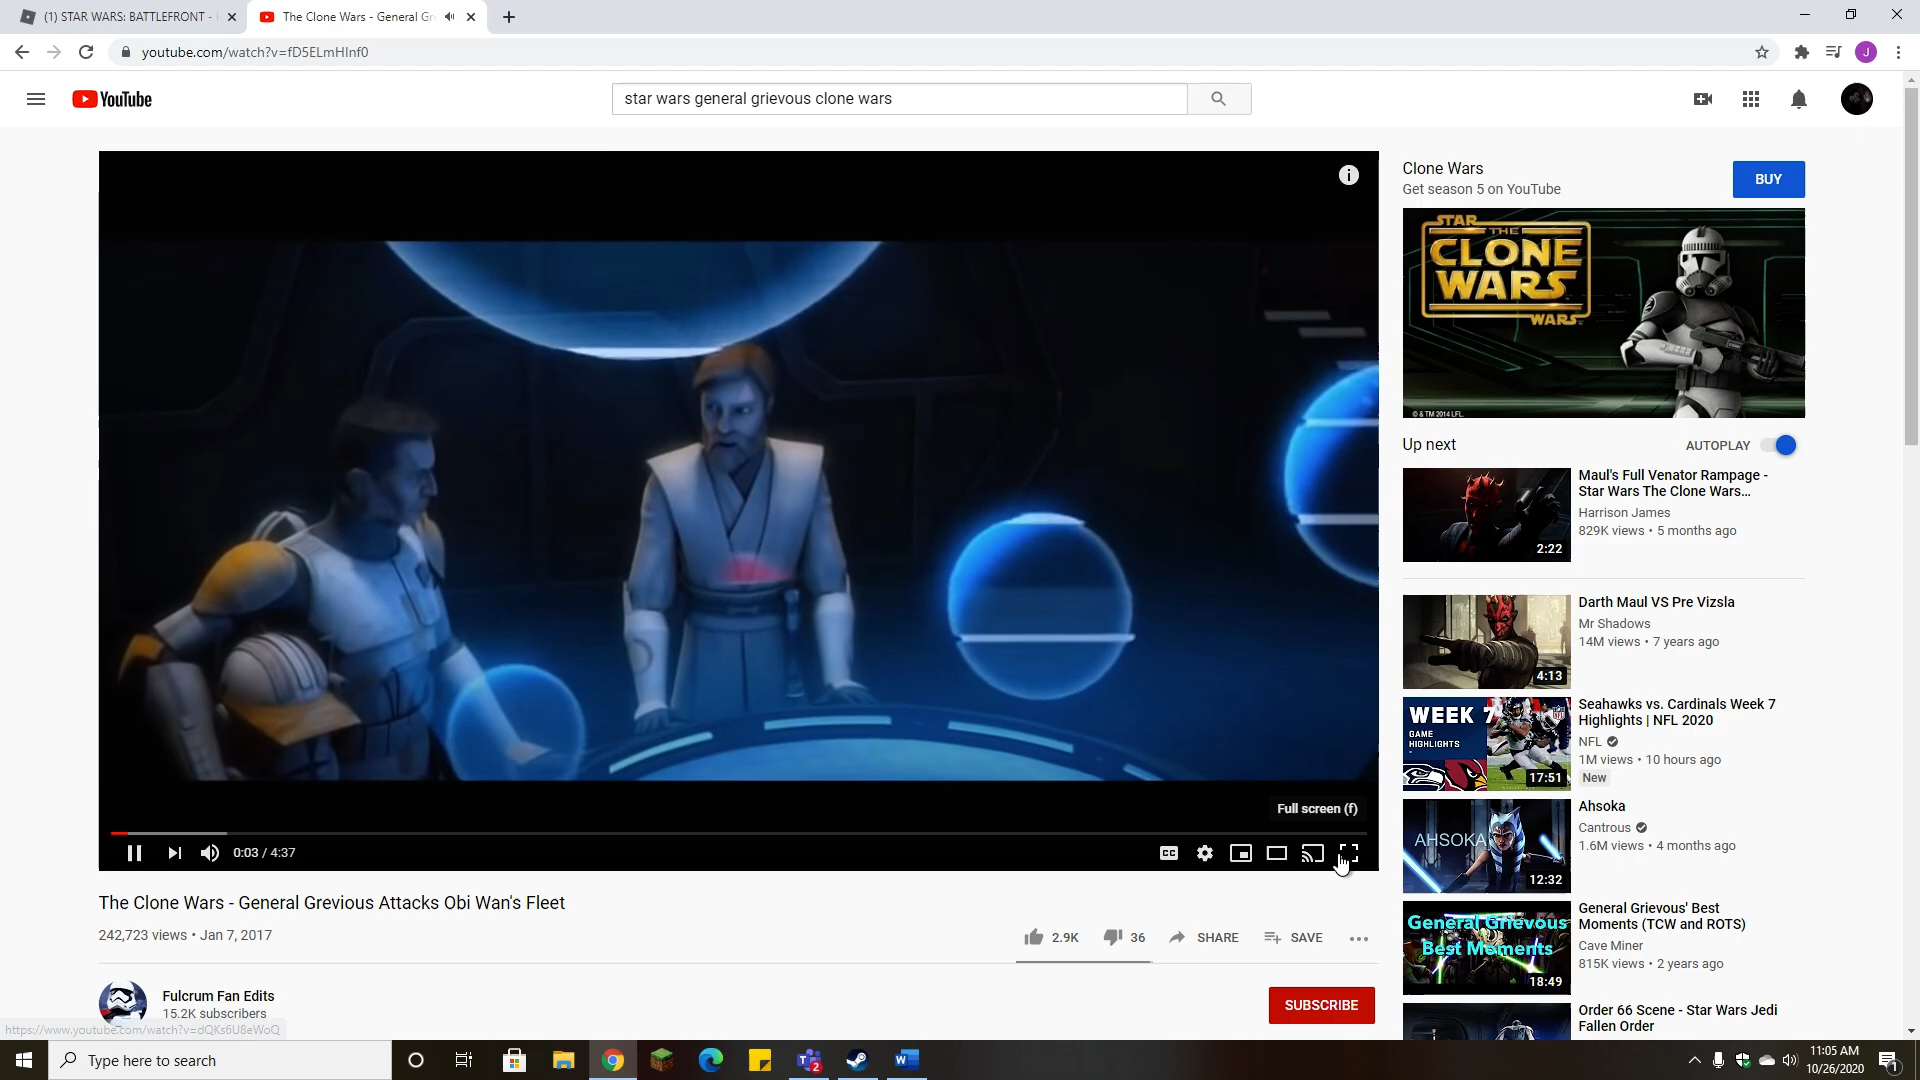 (1) STAR WARS: BATTLEFRONT -
The Clone Wars - General Gr
youtube.com/watch?v=fD5ELmHInf0
J
YouTube
star wars general grievous clone wars
Clone Wars
Get season 5 on YouTube
BUY
STAR
THE
CLONE
WARS
WARS
© & TM 2014 LFL.
Up next
AUTOPLAY
Maul's Full Venator Rampage -
Star Wars The Clone Wars...
Harrison James
829K views • 5 months ago
2:22
Darth Maul VS Pre Vizsla
Mr Shadows
14M views • 7 years ago
4:13
WEEK 7
GAME
HIGHLIGHTS
17:51
Seahawks vs. Cardinals Week 7
Highlights | NFL 2020
NFL
1M views • 10 hours ago
New
AHSOKA
12:32
Ahsoka
Cantrous
1.6M views • 4 months ago
General Grievous
Best Moments
18:49
General Grievous' Best
Moments (TCW and ROTS)
Cave Miner
815K views • 2 years ago
Order 66 Scene - Star Wars Jedi
Fallen Order
Full screen (f)
0:03 / 4:37
CC
The Clone Wars - General Grevious Attacks Obi Wan's Fleet
242,723 views • Jan 7, 2017
2.9K
36
SHARE
SAVE
Fulcrum Fan Edits
15.2K subscribers
SUBSCRIBE
https://www.youtube.com/watch?v=dQKs6U8eWoQ
Type here to search
2
11:05 AM
10/26/2020
1